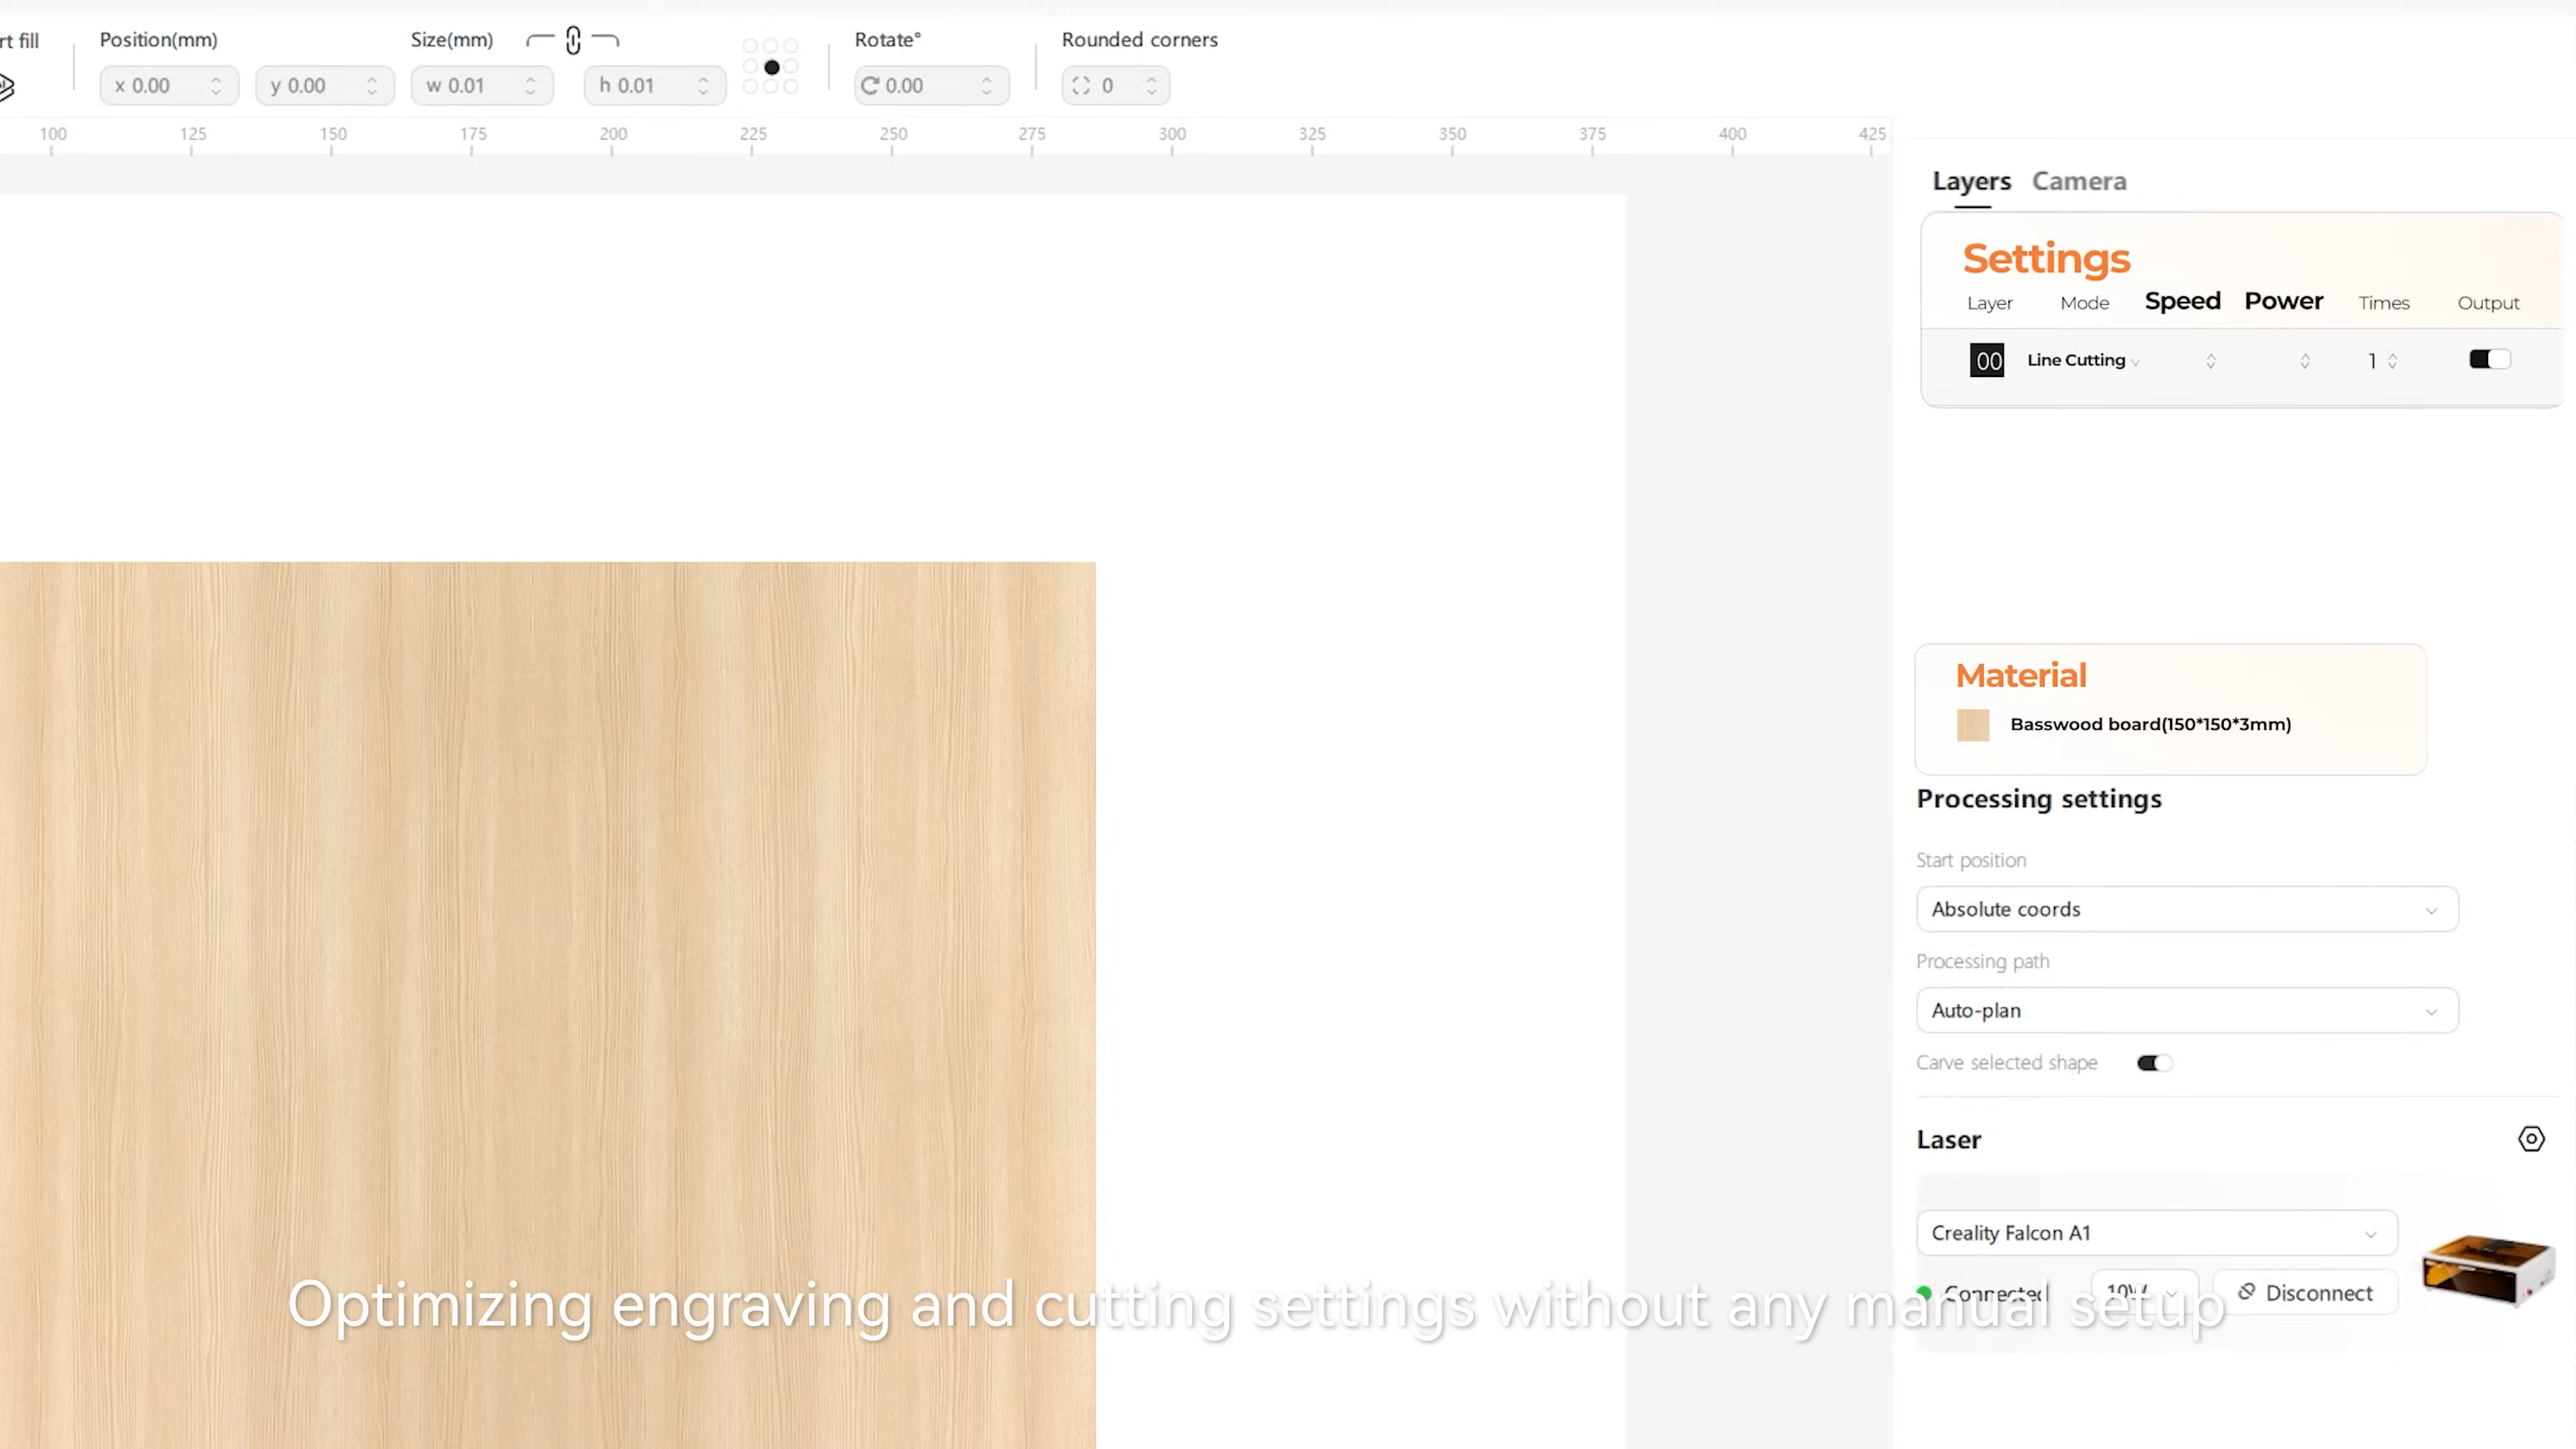 rt fill
Position(mm)
Size(mm)
Rotate°
Rounded corners
x 0.00
y 0.00
w 0.01
h 0.01
0.00
0
100 125 150 175 200 225 250 275 300 325 350 375 400 425
Layers Camera
Settings
Layer Mode Speed Power Times Output
00 Line Cutting 1
Material
Basswood board(150*150*3mm)
Processing settings
Start position
Absolute coords
Processing path
Auto-plan
Carve selected shape
Laser
Creality Falcon A1
Connected 10W Disconnect
Optimizing engraving and cutting settings without any manual setup